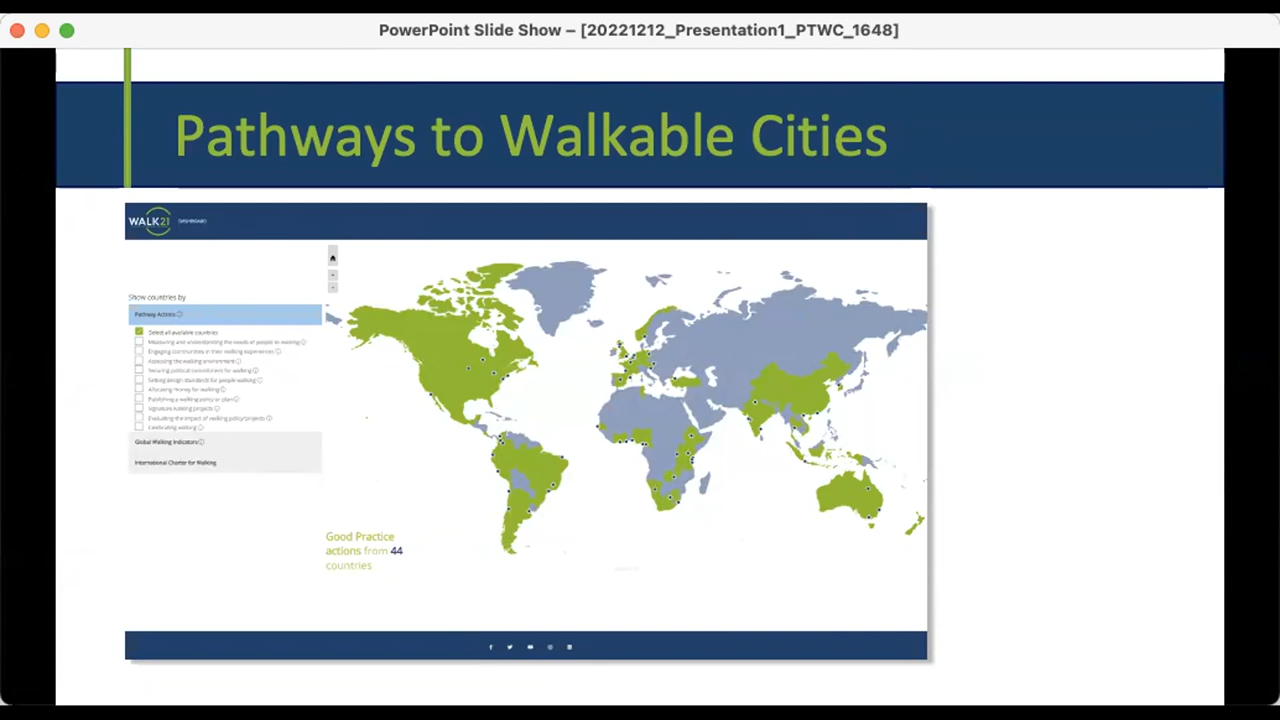 PowerPoint Slide Show – [20221212_Presentation1_PTWC_1648]
Pathways to Walkable Cities
WALK21 DASHBOARD
Show countries by
Pathway Actions
Select all available countries
Measuring and understanding the needs of people to walking
Engaging communities in their walking experiences
Assessing the walking environment
Securing political commitment for walking
Setting design standards for people walking
Allocating money for walking
Publishing a walking policy or plan
Signature walking projects
Evaluating the impact of walking policy/projects
Celebrating walking
Global Walking Indicators
International Charter for Walking
Good Practice
actions from 44
countries